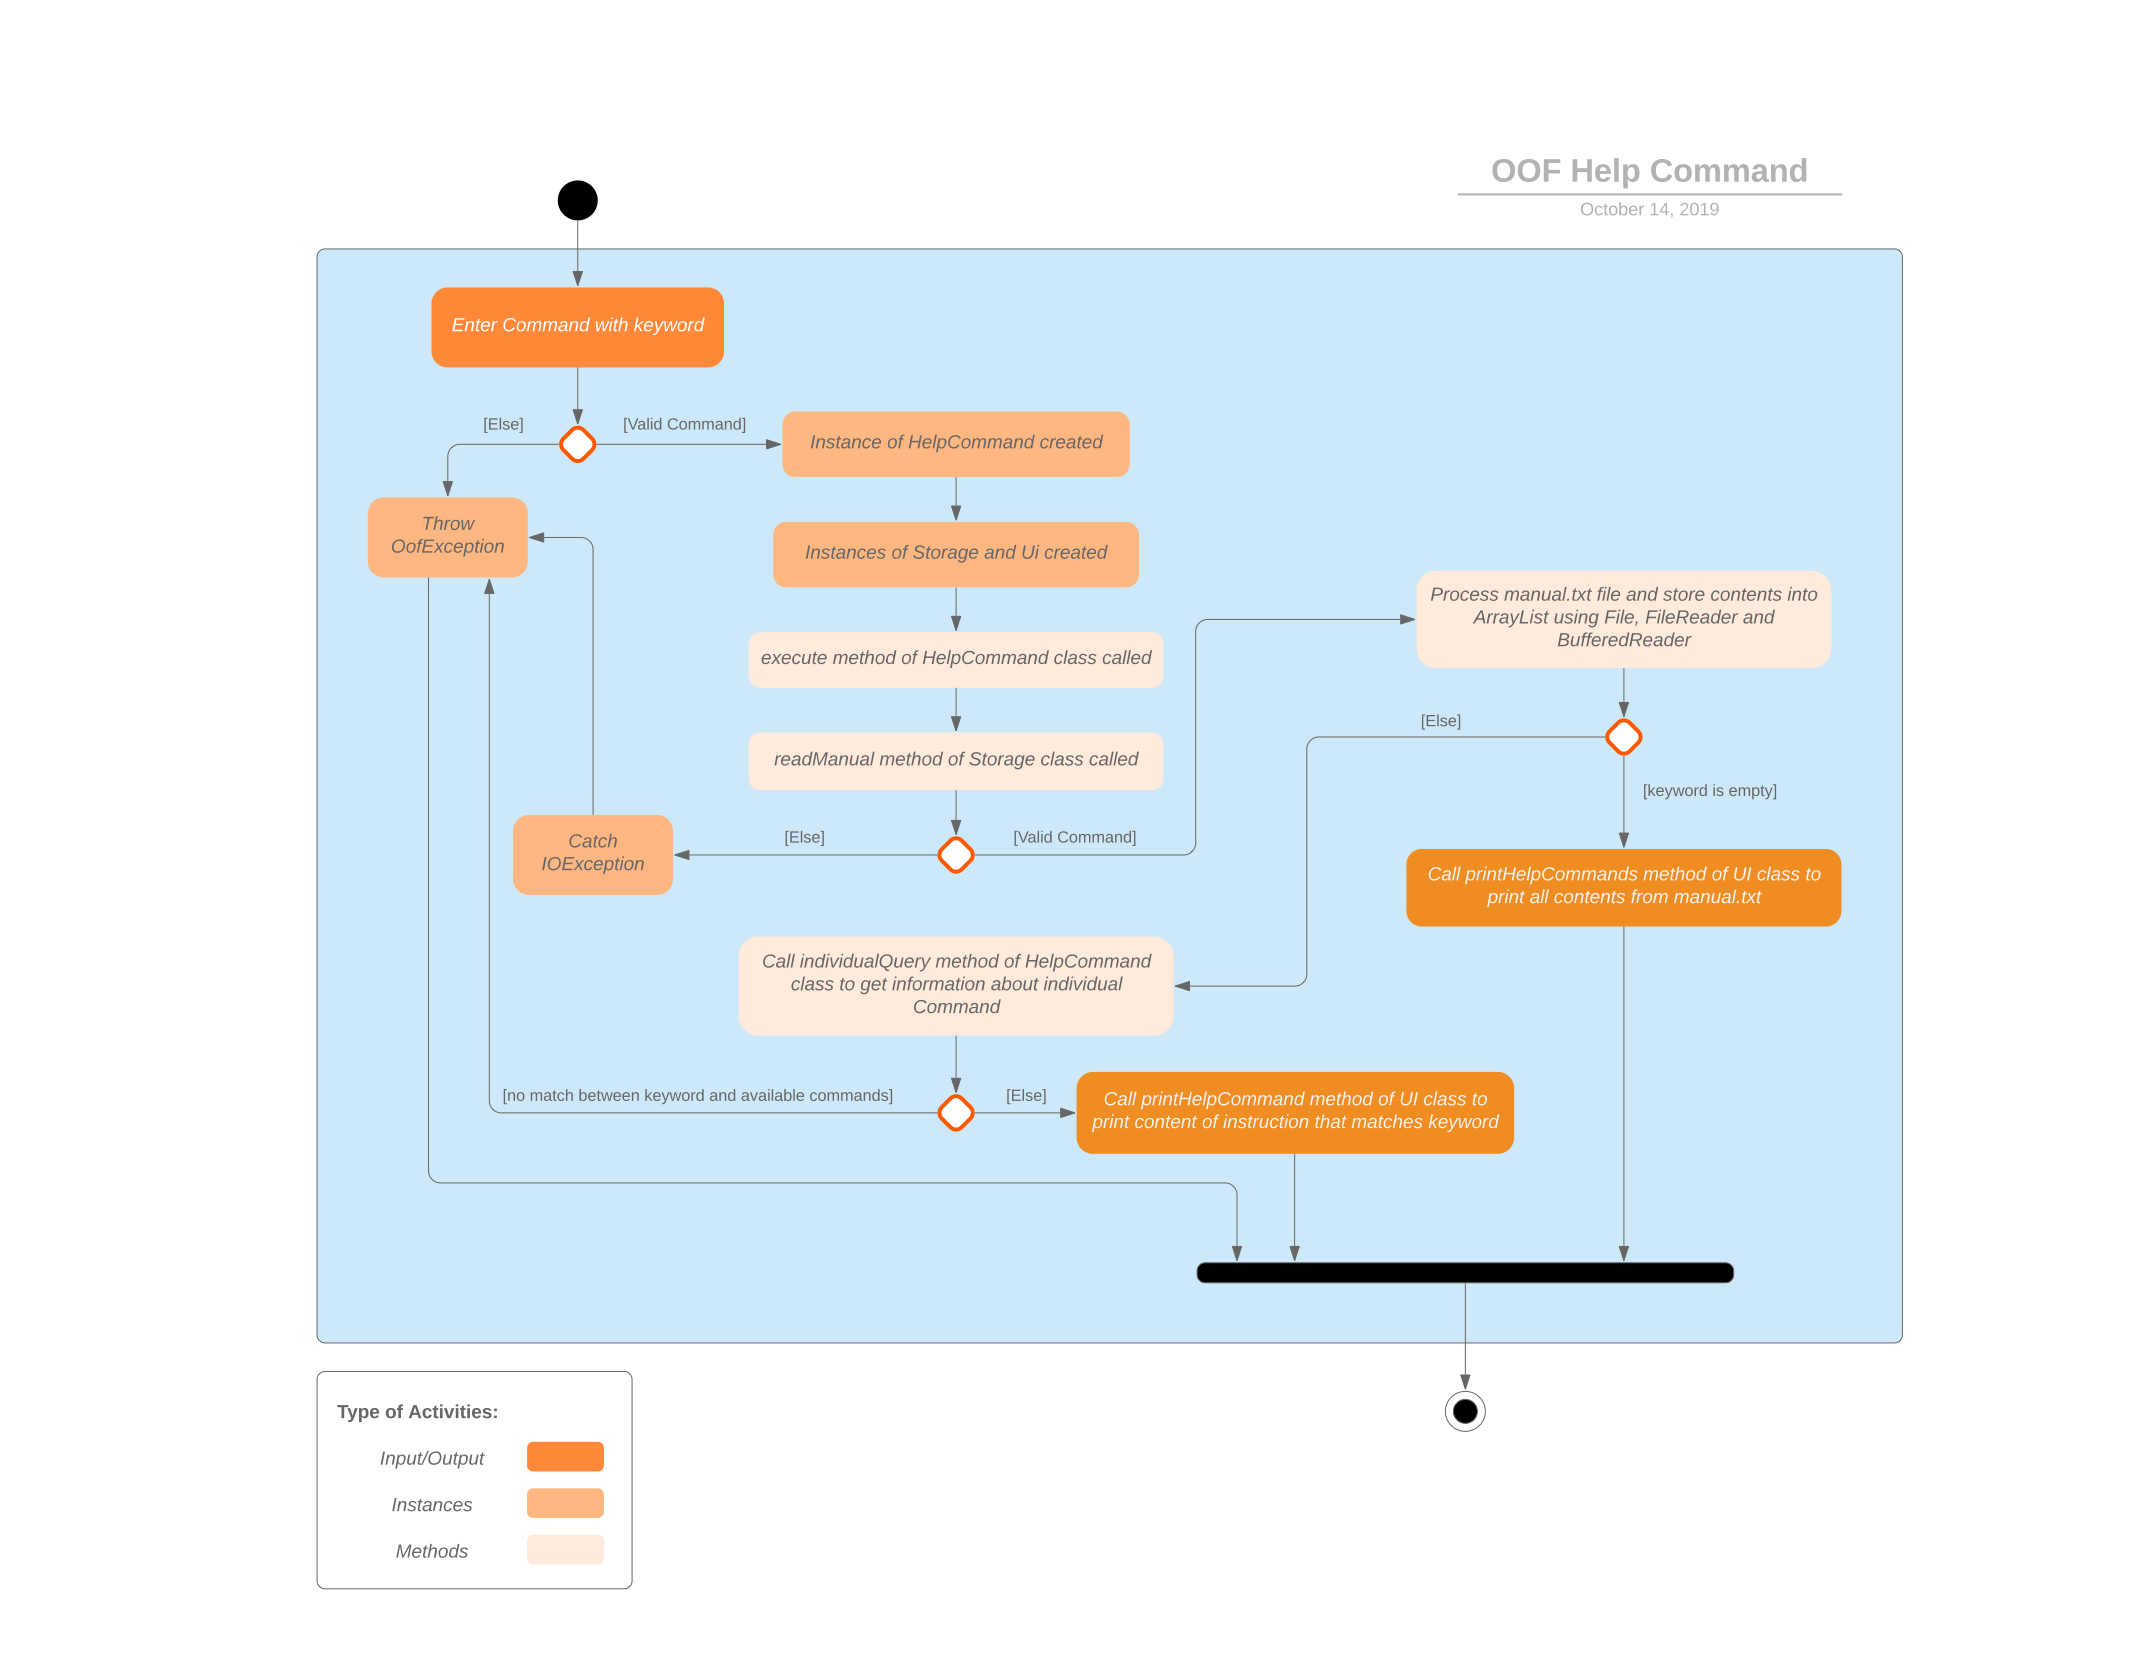 OOF Help Command
October 14, 2019
Enter Command with keyword
[Else]
[Valid Command]
Instance of HelpCommand created
Throw
OofException
Instances of Storage and Ui created
Process manual.txt file and store contents into
ArrayList using File, FileReader and
BufferedReader
execute method of HelpCommand class called
[Else]
readManual method of Storage class called
[keyword is empty]
Catch
IOException
[Else]
[Valid Command]
Call printHelpCommands method of UI class to
print all contents from manual.txt
Call individualQuery method of HelpCommand
class to get information about individual
Command
[no match between keyword and available commands]
[Else]
Call printHelpCommand method of UI class to
print content of instruction that matches keyword
Type of Activities:
Input/Output
Instances
Methods